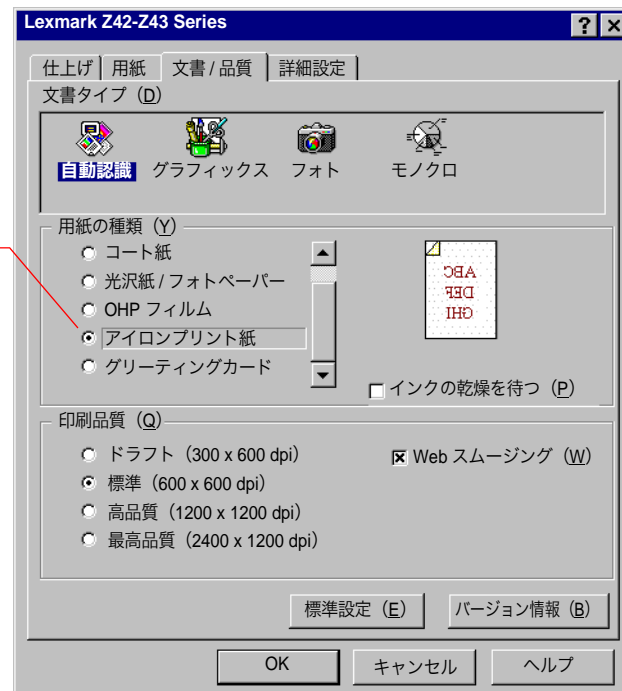 Lexmark Z42-Z43 Series
仕上げ 用紙 文書 / 品質 詳細設定
文書タイプ（D）
自動認識 グラフィックス フォト モノクロ
用紙の種類（Y）
コート紙
光沢紙 / フォトペーパー
OHP フィルム
アイロンプリント紙
グリーティングカード
ABC
DEF
GHI
インクの乾燥を待つ（P）
印刷品質（Q）
ドラフト（300 x 600 dpi）
標準（600 x 600 dpi）
高品質（1200 x 1200 dpi）
最高品質（2400 x 1200 dpi）
Web スムージング（W）
標準設定（E） バージョン情報（B）
OK キャンセル ヘルプ